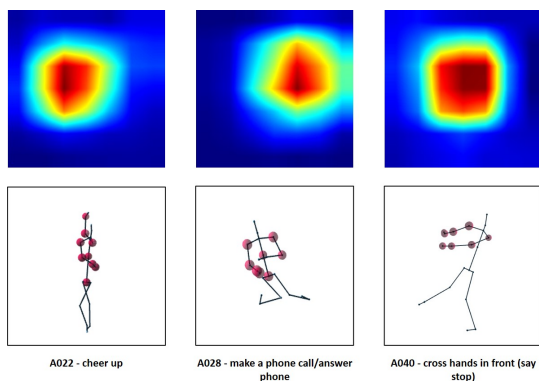 A022 - cheer up
A028 - make a phone call/answer
phone
A040 - cross hands in front (say
stop)